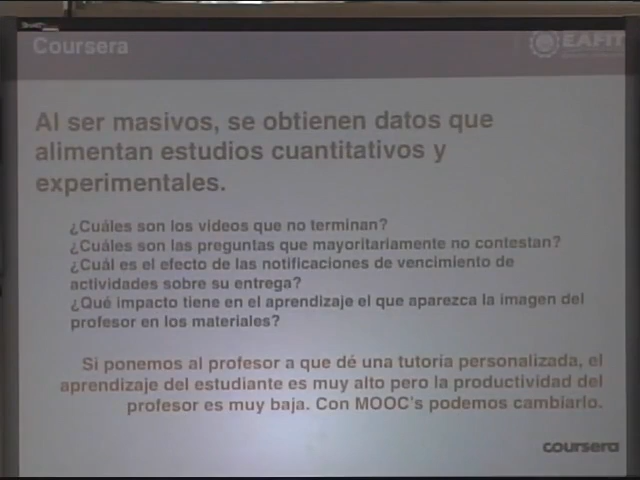 Coursera
EAFIT
Al ser masivos, se obtienen datos que
alimentan estudios cuantitativos y
experimentales.
¿Cuáles son los videos que no terminan?
¿Cuáles son las preguntas que mayoritariamente no contestan?
¿Cuál es el efecto de las notificaciones de vencimiento de
actividades sobre su entrega?
¿Qué impacto tiene en el aprendizaje el que aparezca la imagen del
profesor en los materiales?
Si ponemos al profesor a que dé una tutoria personalizada, el
aprendizaje del estudiante es muy alto pero la productividad del
profesor es muy baja. Con MOOC's podemos cambiarlo.
coursera